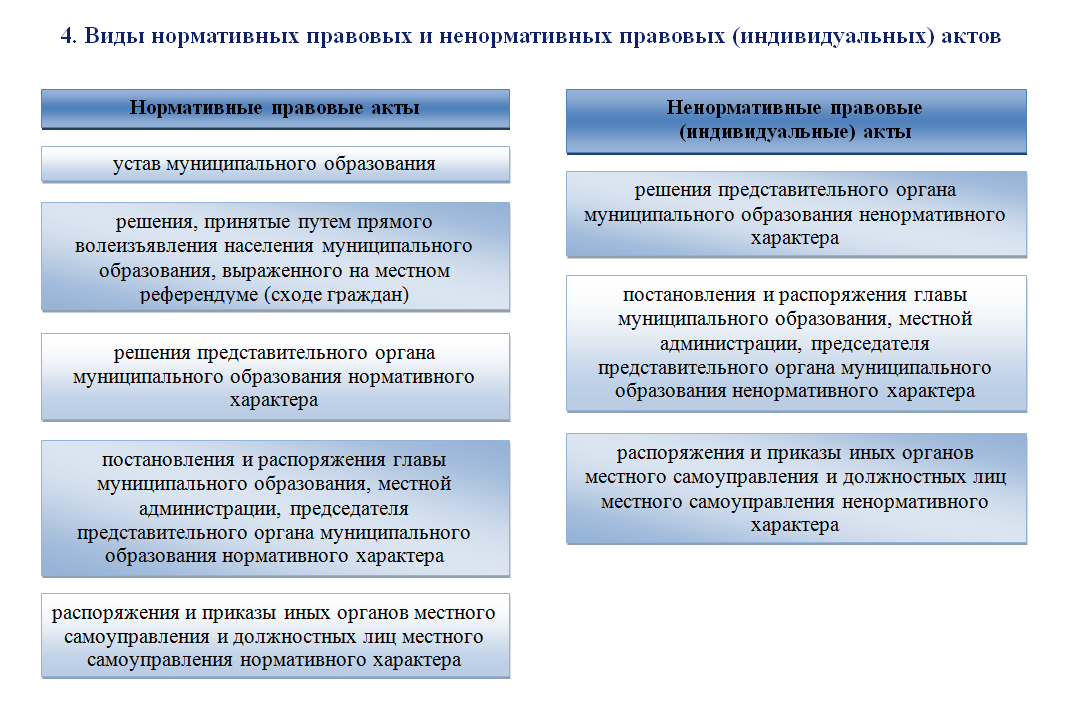 4. Виды нормативных правовых и ненормативных правовых (индивидуальных) актов
Нормативные правовые акты
устав муниципального образования
решения, принятые путем прямого
волеизъявления населения муниципального
образования, выраженного на местном
референдуме (сходе граждан)
решения представительного органа
муниципального образования нормативного
характера
постановления и распоряжения главы
муниципального образования, местной
администрации, председателя
представительного органа муниципального
образования нормативного характера
распоряжения и приказы иных органов местного
самоуправления и должностных лиц местного
самоуправления нормативного характера
Ненормативные правовые
(индивидуальные) акты
решения представительного органа
муниципального образования ненормативного
характера
постановления и распоряжения главы
муниципального образования, местной
администрации, председателя
представительного органа муниципального
образования ненормативного характера
распоряжения и приказы иных органов
местного самоуправления и должностных лиц
местного самоуправления ненормативного
характера